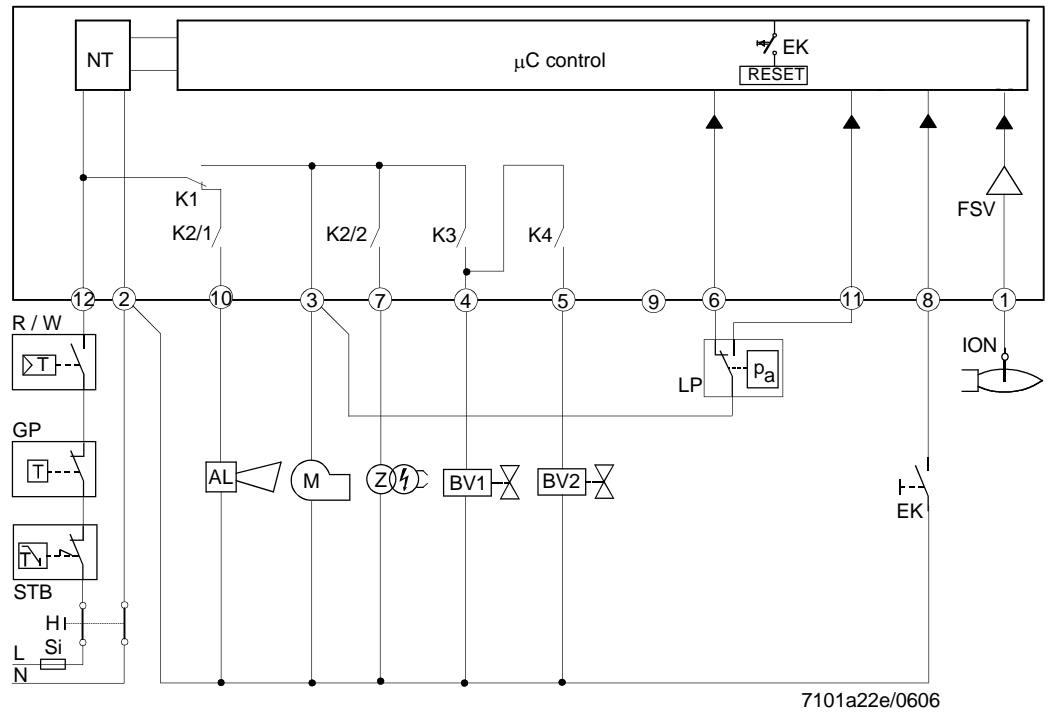 NT
μC control
EK
RESET
FSV
K1
K2/1
K2/2
K3
K4
12
2
10
3
7
4
5
9
6
11
8
1
R / W
T
LP
pa
ION
GP
T
AL
M
Z
BV1
BV2
EK
T
STB
H
Si
L
N
7101a22e/0606